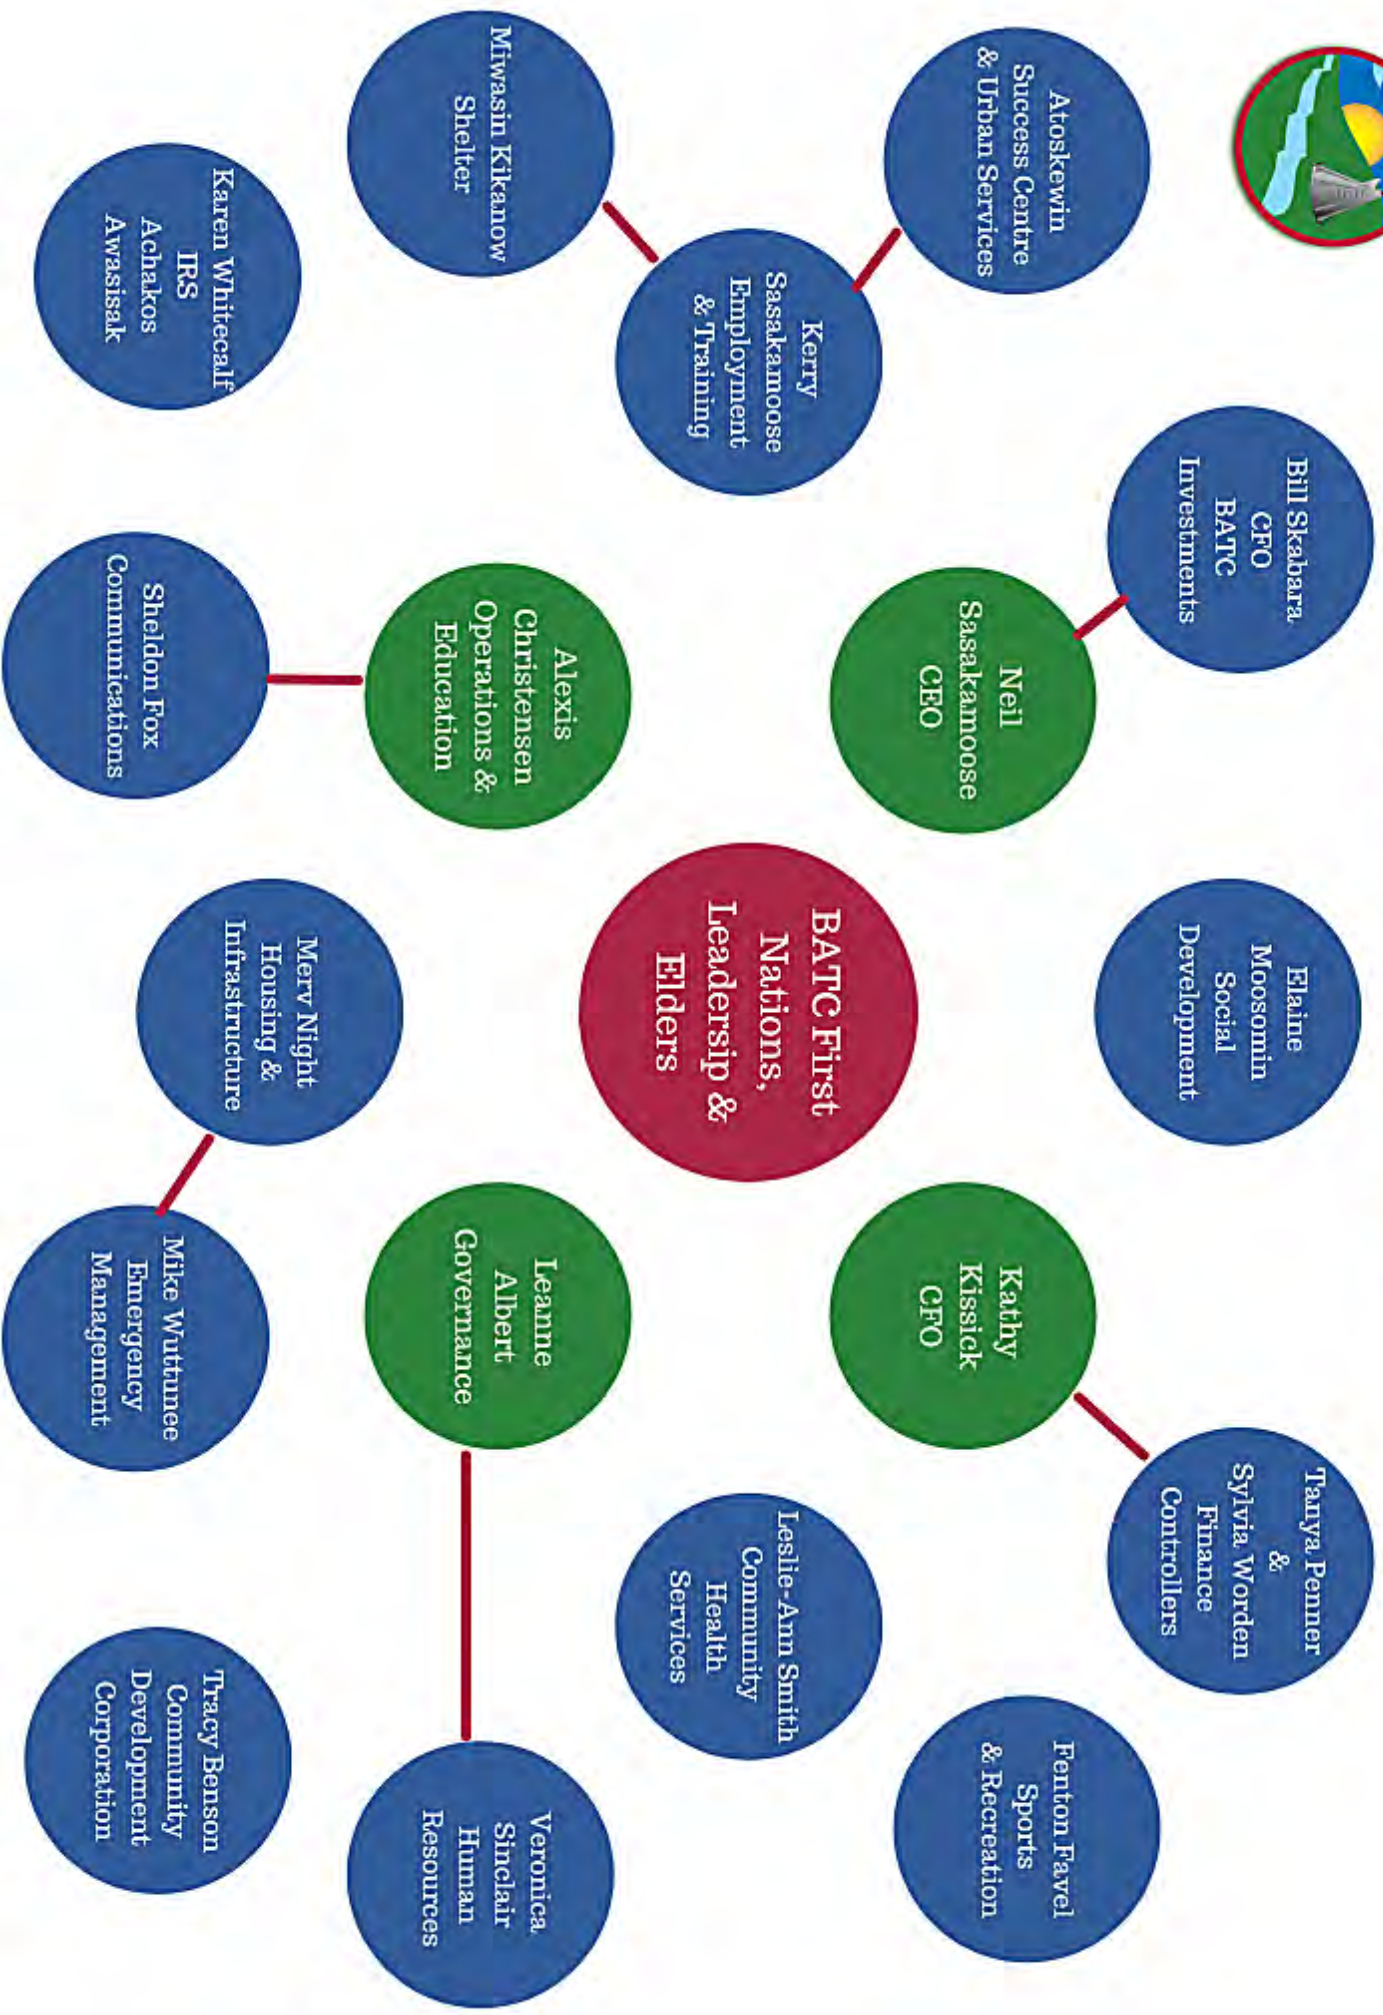 Atoskewin
Success Centre
& Urban Services
Bill Skabara
CFO
BATC
Investments
Elaine
Moosomin
Social
Development
Tanya Penner
&
Sylvia Worden
Finance
Controllers
Fenton Favel
Sports
& Recreation
Kerry
Sasakamoose
Employment
& Training
Neil
Sasakamoose
CEO
Kathy
Kissick
CFO
Leslie-Ann Smith
Community
Health
Services
BATC First
Nations,
Leadersip &
Elders
Miwasin Kikanow
Shelter
Alexis
Christensen
Operations &
Education
Leanne
Albert
Governance
Veronica
Sinclair
Human
Resources
Karen Whitecalf
IRS
Achakos
Awasisak
Sheldon Fox
Communications
Merv Night
Housing &
Infrastructure
Mike Wuttunee
Emergency
Management
Tracy Benson
Community
Development
Corporation